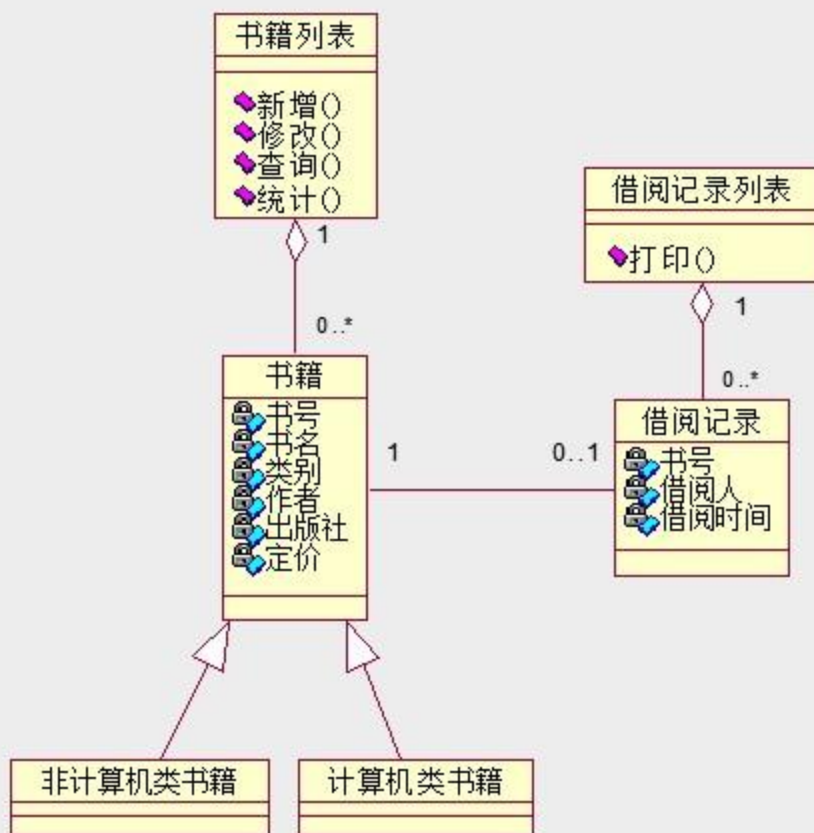 书籍列表
新增()
修改()
查询()
统计()
1
0..*
借阅记录列表
打印()
1
0..*
书籍
书号
书名
类别
作者
出版社
定价
1
0..1
借阅记录
书号
借阅人
借阅时间
非计算机类书籍
计算机类书籍